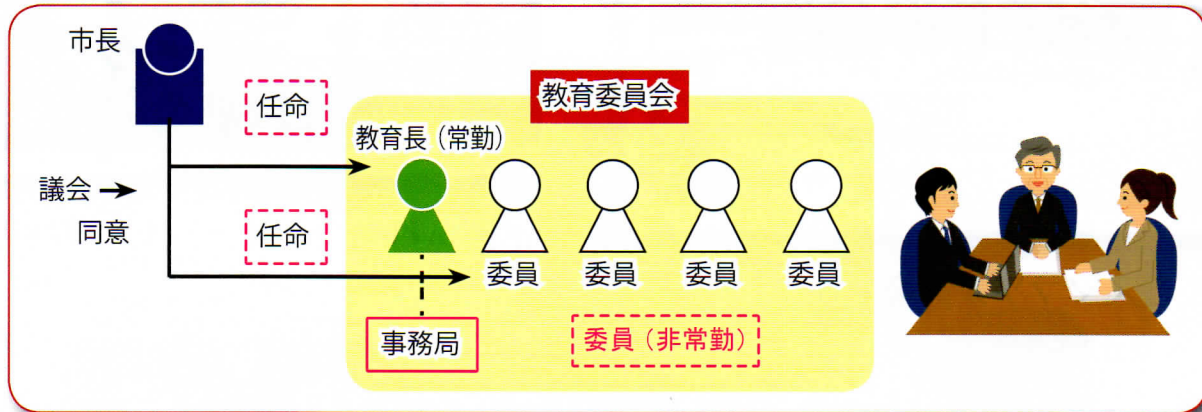 市長
任命
教育委員会
教育長（常勤）
議会
同意
任命
委員
委員
委員
委員
事務局
委員（非常勤）